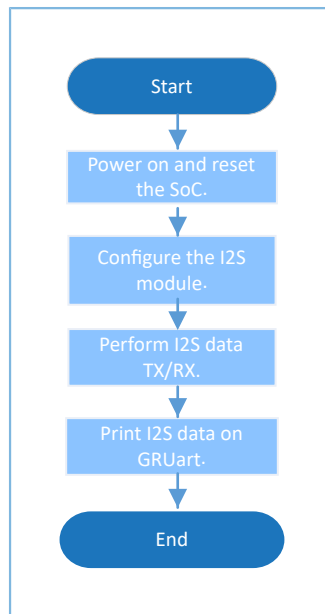 Start
Power on and reset
the SoC.
Configure the I2S
module.
Perform I2S data
TX/RX.
Print I2S data on
GRUart.
End